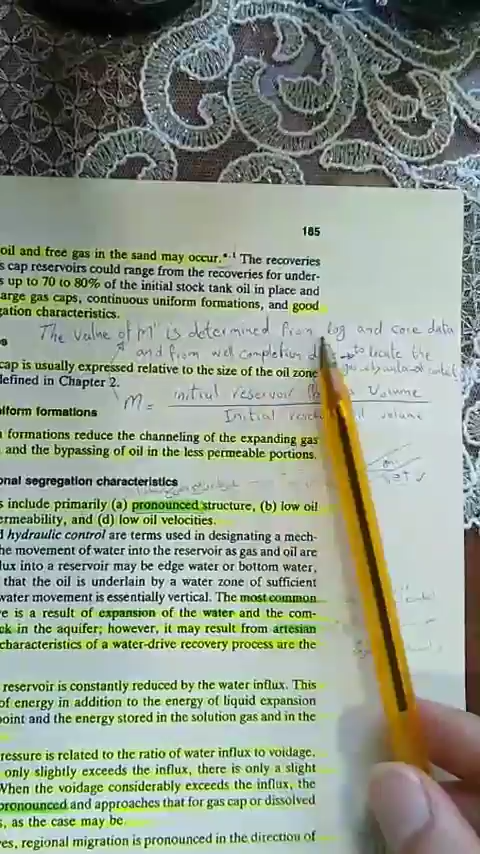 185
oil and free gas in the sand may occur. The recoveries
s cap reservoirs could range from the recoveries for under-
s up to 70 to 80% of the initial stock tank oil in place and
arge gas caps, continuous uniform formations, and good
gation characteristics.
The value of "M" is determined from log and core data
and from well completion → to locate the
cap is usually expressed relative to the size of the oil zone
defined in Chapter 2.
M = initial reservoir Volume
Initial volume
iform formations
formations reduce the channeling of the expanding gas
and the bypassing of oil in the less permeable portions.
onal segregation characteristics
s include primarily (a) pronounced structure, (b) low oil
ermeability, and (d) low oil velocities.
d hydraulic control are terms used in designating a mech-
he movement of water into the reservoir as gas and oil are
lux into a reservoir may be edge water or bottom water,
that the oil is underlain by a water zone of sufficient
water movement is essentially vertical. The most common
e is a result of expansion of the water and the com-
ck in the aquifer; however, it may result from artesian
characteristics of a water-drive recovery process are the
reservoir is constantly reduced by the water influx. This
of energy in addition to the energy of liquid expansion
point and the energy stored in the solution gas and in the
ressure is related to the ratio of water influx to voidage.
only slightly exceeds the influx, there is only a slight
When the voidage considerably exceeds the influx, the
pronounced and approaches that for gas cap or dissolved
s, as the case may be.
es, regional migration is pronounced in the direction of